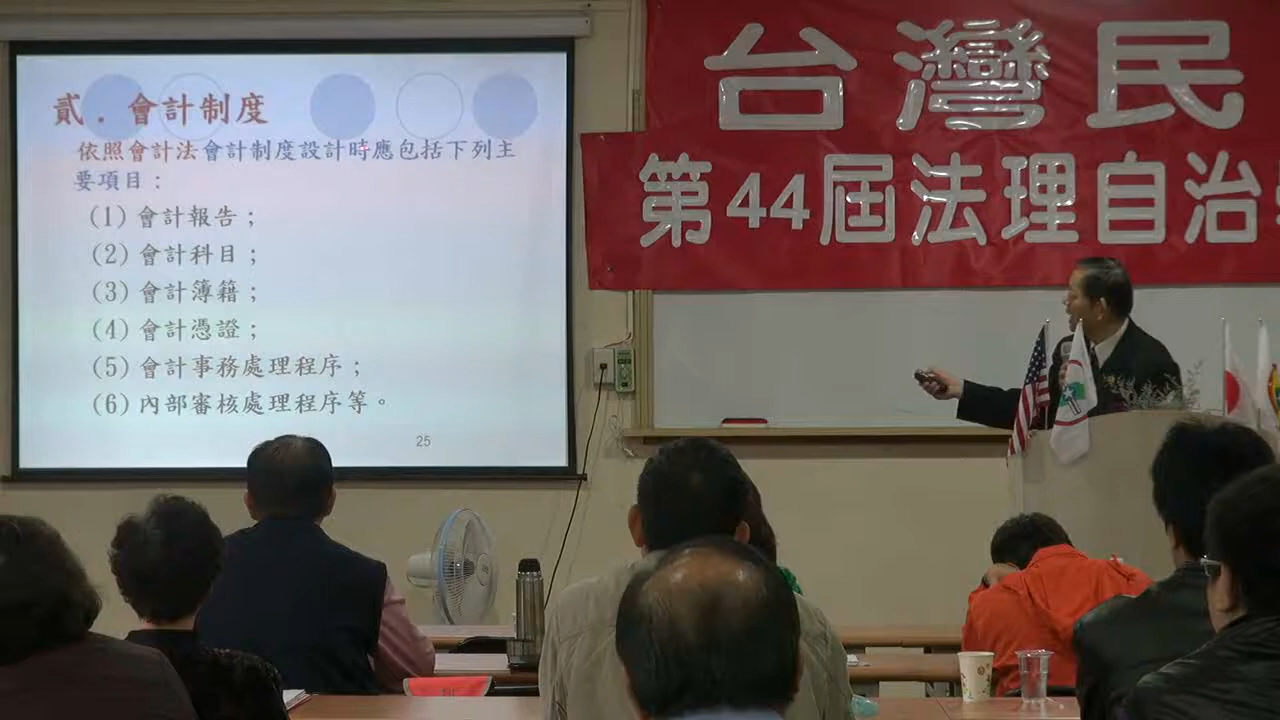 貳．會計制度
依照會計法會計制度設計時應包括下列主
要項目：
(1) 會計報告；
(2) 會計科目；
(3) 會計簿籍；
(4) 會計憑證；
(5) 會計事務處理程序；
(6) 內部審核處理程序等。
25
台灣民
第44屆法理自治